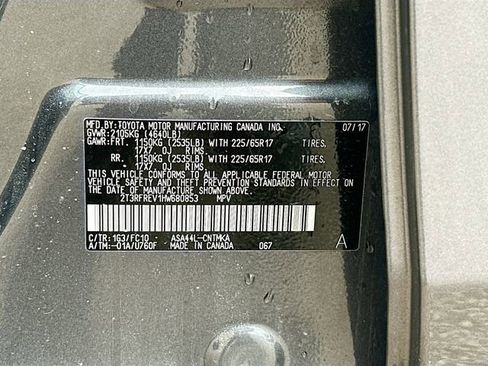 MFD.BY:TOYOTA MOTOR MANUFACTURING CANADA INC. 07/17
GVWR:2105KG (4640LB)
GAWR:FRT. 1150KG (2535LB) WITH 225/65R17 TIRES.
17X7.0J RIMS.
RR. 1150KG (2535LB) WITH 225/65R17 TIRES.
17X7.0J RIMS.
THIS VEHICLE CONFORMS TO ALL APPLICABLE FEDERAL MOTOR
VEHICLE SAFETY AND THEFT PREVENTION STANDARDS IN EFFECT
ON THE DATE OF MANUFACTURE SHOWN ABOVE.
2T3RFREV1HW680853 MPV
C/TR:1G3/FC10 ASA44L-CNTMKA
A/TM:-01A/U760F MADE IN CANADA 067 A